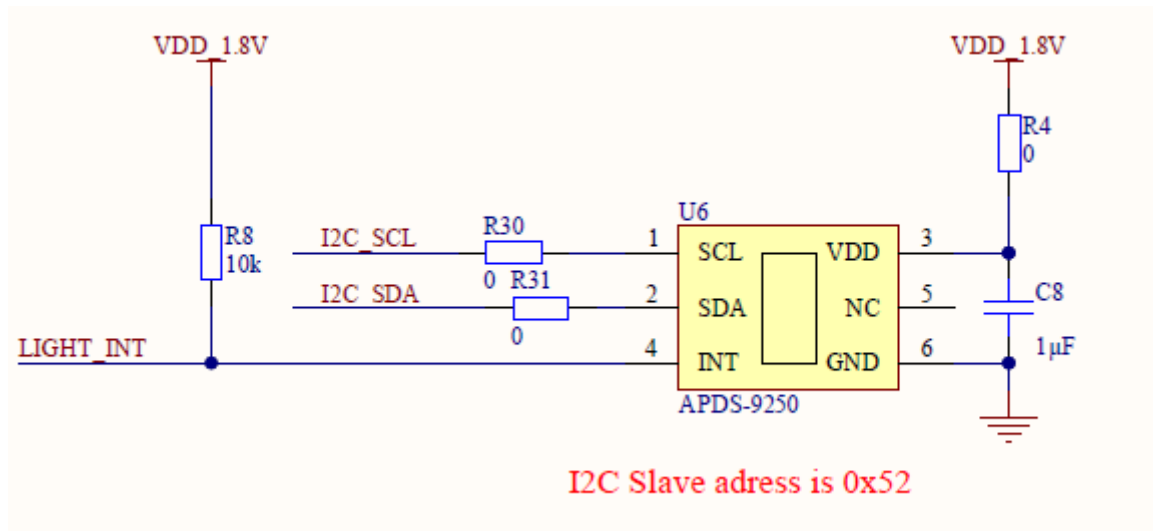 VDD_1.8V
VDD_1.8V
R4
0
U6
R8
10k
I2C_SCL
R30
0
1
SCL
VDD
3
I2C_SDA
R31
0
2
SDA
NC
5
C8
1µF
LIGHT_INT
4
INT
GND
6
APDS-9250
I2C Slave adress is 0x52